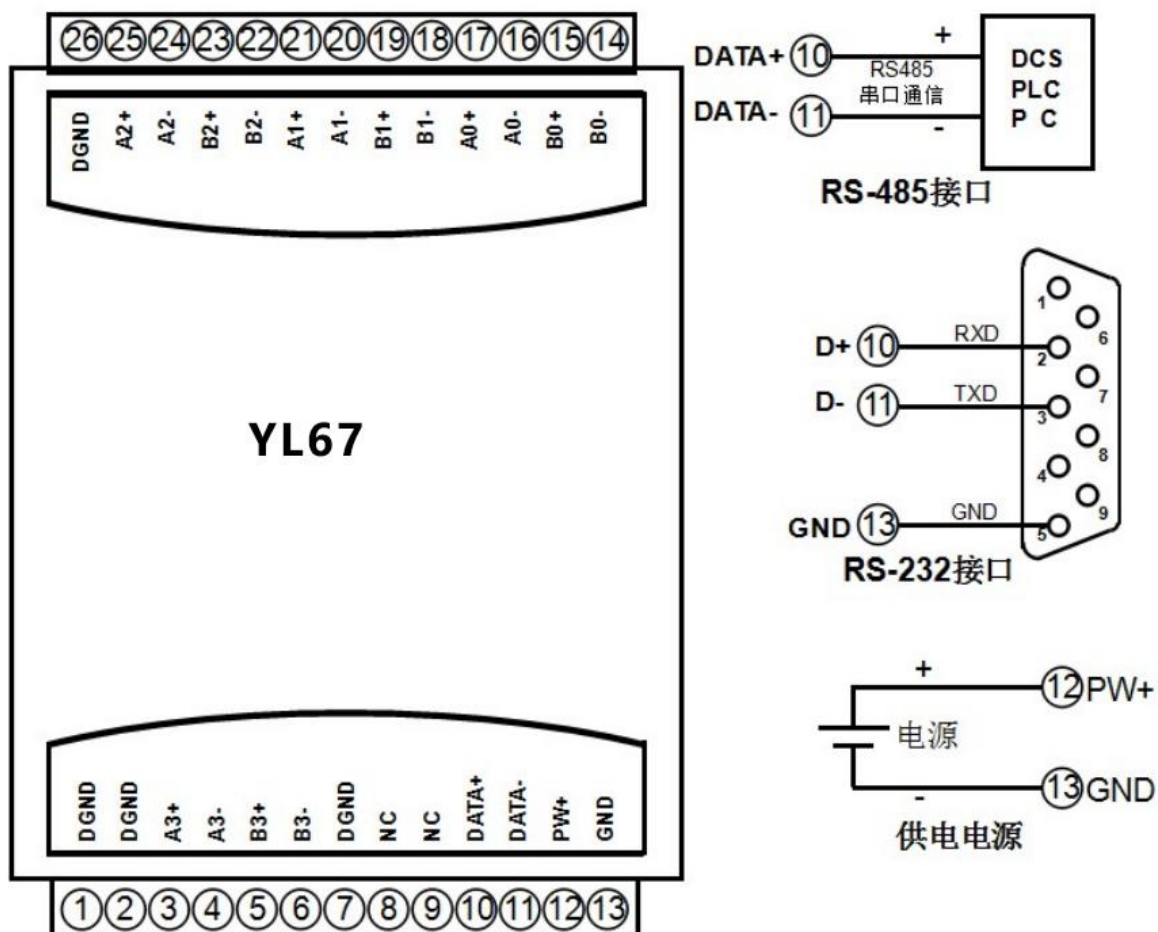 26 25 24 23 22 21 20 19 18 17 16 15 14
DGND A2+ A2- B2+ B2- A1+ A1- B1+ B1- A0+ A0- B0+ B0-
YL67
DGND DGND A3+ A3- B3+ B3- DGND NC NC DATA+ DATA- PW+ GND
1 2 3 4 5 6 7 8 9 10 11 12 13
DATA+ 10 + DCS
RS485 PLC
串口通信 P C
DATA- 11 -
RS-485接口
1
6
D+ 10 RXD 2
7
D- 11 TXD 3
8
4
9
GND 13 GND 5
RS-232接口
+ 12 PW+
电源
- 13 GND
供电电源